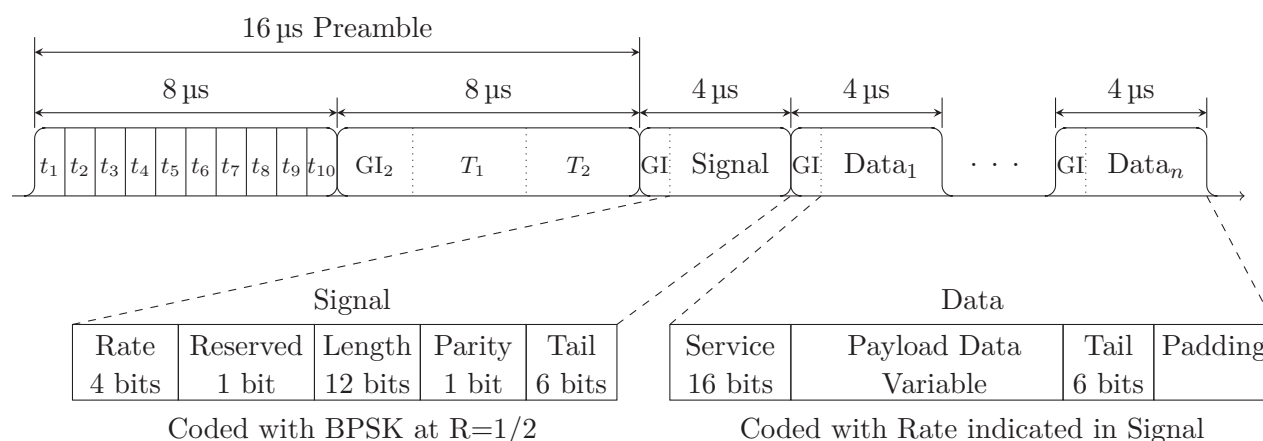 16 µs Preamble
8 µs 8 µs 4 µs 4 µs 4 µs
t₁ t₂ t₃ t₄ t₅ t₆ t₇ t₈ t₉ t₁₀ GI₂ T₁ T₂ GI Signal GI Data₁ · · · GI Dataₙ
Signal
Rate Reserved Length Parity Tail
4 bits 1 bit 12 bits 1 bit 6 bits
Coded with BPSK at R=1/2
Data
Service Payload Data Tail Padding
16 bits Variable 6 bits
Coded with Rate indicated in Signal